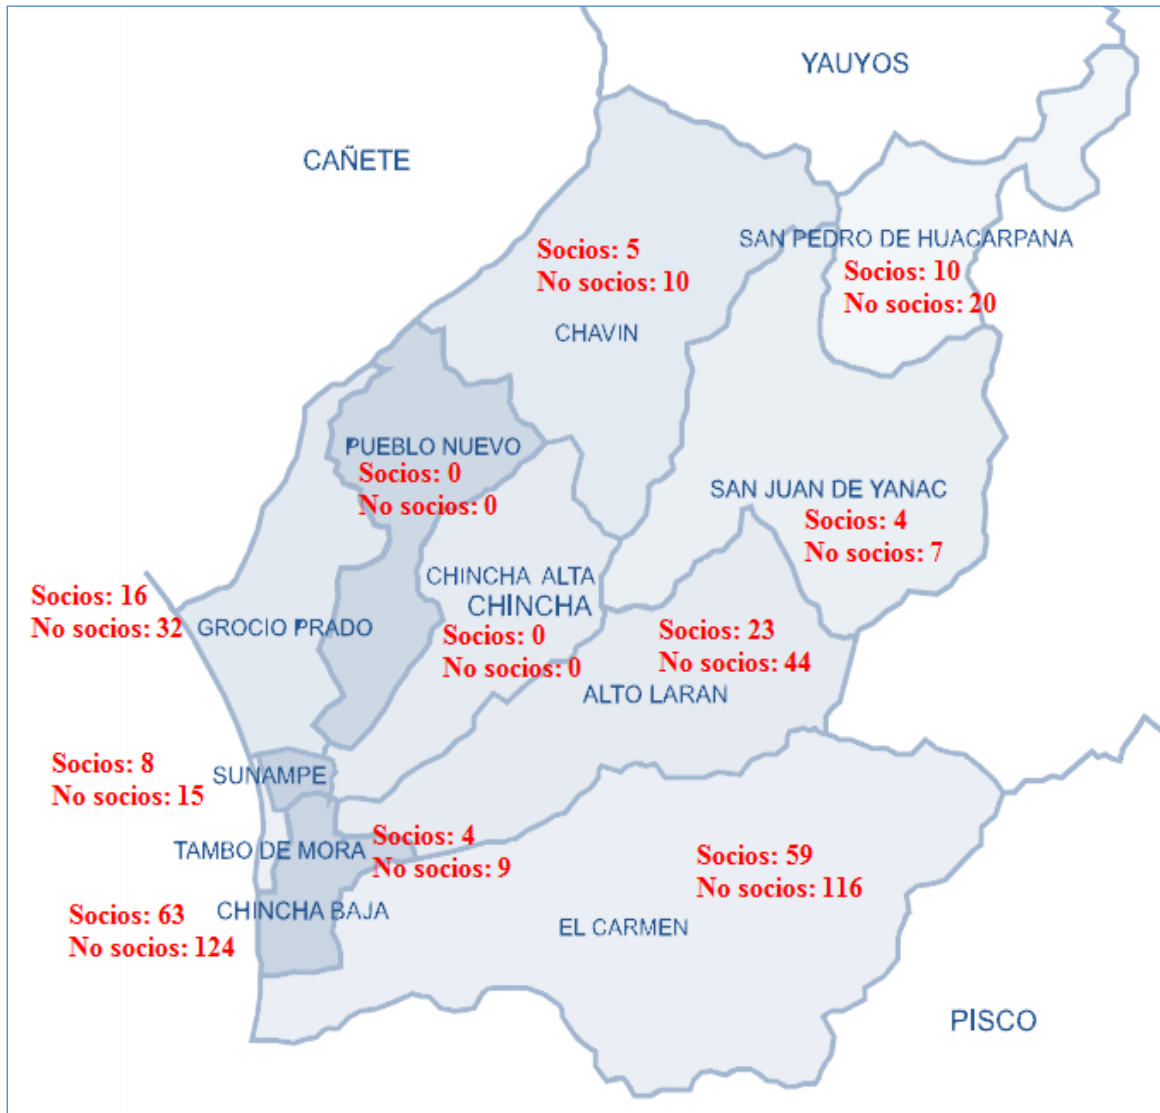 YAUYOS
CAÑETE
SAN PEDRO DE HUACARPANA
Socios: 10
No socios: 20
Socios: 5
No socios: 10
CHAVIN
PUEBLO NUEVO
Socios: 0
No socios: 0
SAN JUAN DE YANAC
Socios: 4
No socios: 7
CHINCHA ALTA
CHINCHA
Socios: 0
No socios: 0
Socios: 16
No socios: 32
GROCIO PRADO
Socios: 23
No socios: 44
ALTO LARAN
Socios: 8
No socios: 15
SUNAMPE
TAMBO DE MORA
Socios: 4
No socios: 9
Socios: 59
No socios: 116
EL CARMEN
Socios: 63
No socios: 124
CHINCHA BAJA
PISCO